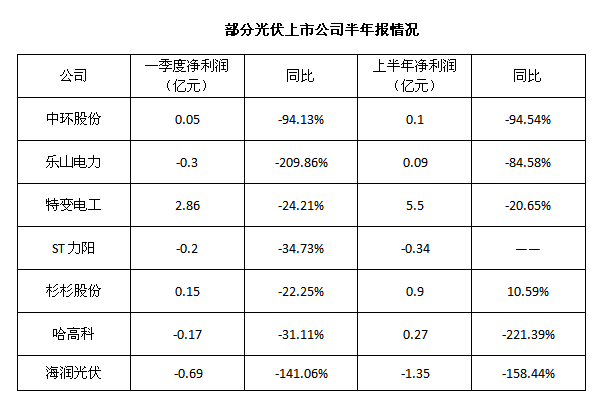 部分光伏上市公司半年报情况
公司 一季度净利润（亿元） 同比 上半年净利润（亿元） 同比
中环股份 0.05 -94.13% 0.1 -94.54%
乐山电力 -0.3 -209.86% 0.09 -84.58%
特变电工 2.86 -24.21% 5.5 -20.65%
ST力阳 -0.2 -34.73% -0.34 ——
杉杉股份 0.15 -22.25% 0.9 10.59%
哈高科 -0.17 -31.11% 0.27 -221.39%
海润光伏 -0.69 -141.06% -1.35 -158.44%